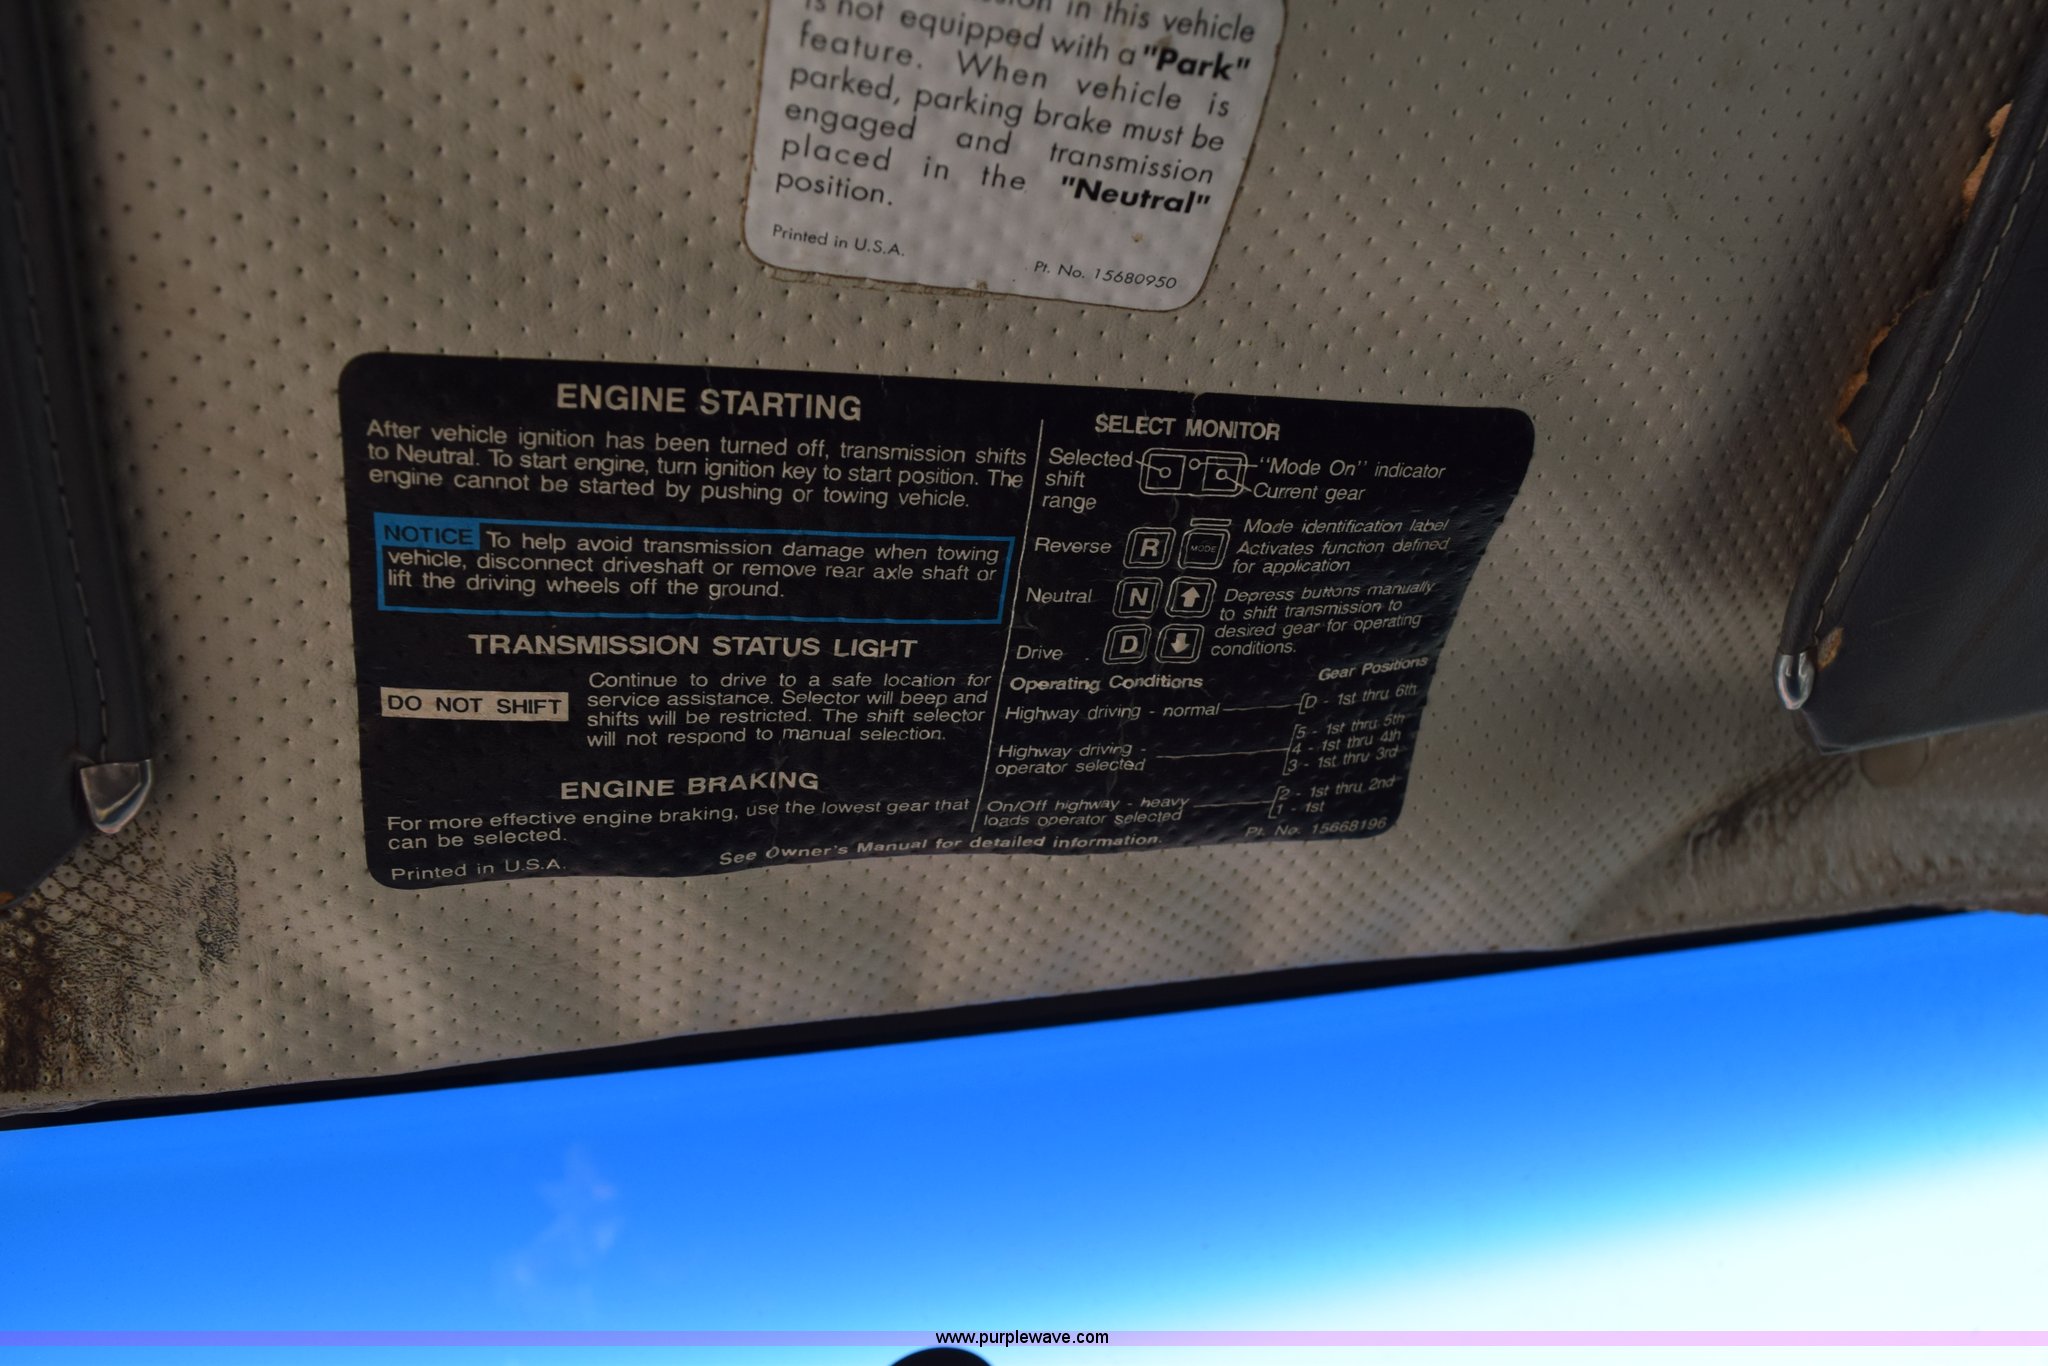 in this vehicle
is not equipped with a "Park"
feature. When vehicle is
parked, parking brake must be
engaged and transmission
placed in the "Neutral"
position.
Printed in U.S.A.
Pt. No. 15680950
ENGINE STARTING
After vehicle ignition has been turned off, transmission shifts
to Neutral. To start engine, turn ignition key to start position. The
engine cannot be started by pushing or towing vehicle.
NOTICE To help avoid transmission damage when towing
vehicle, disconnect driveshaft or remove rear axle shaft or
lift the driving wheels off the ground.
TRANSMISSION STATUS LIGHT
DO NOT SHIFT
Continue to drive to a safe location for
service assistance. Selector will beep and
shifts will be restricted. The shift selector
will not respond to manual selection.
ENGINE BRAKING
For more effective engine braking, use the lowest gear that
can be selected.
Printed in U.S.A.
SELECT MONITOR
Selected
shift
range
"Mode On" indicator
Current gear
Reverse R MODE
Mode identification label
Activates function defined
for application
Neutral N
Depress buttons manually
to shift transmission to
desired gear for operating
conditions.
Drive D
Operating Conditions Gear Positions
Highway driving - normal D - 1st thru 6th
Highway driving -
operator selected
5 - 1st thru 5th
4 - 1st thru 4th
3 - 1st thru 3rd
On/Off highway - heavy
loads operator selected
2 - 1st thru 2nd
1 - 1st
See Owner's Manual for detailed information.
Pt. No. 15668196
www.purplewave.com